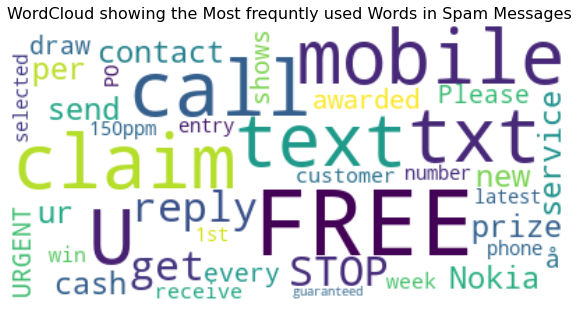 WordCloud showing the Most frequntly used Words in Spam Messages
draw
contact
shows
mobile
selected
per
PO
call
awarded
Please
send
150ppm
entry
text
txt
service
claim
customer
number
new
URGENT
ur
U
reply
FREE
latest
prize
1st
win
get
every
STOP
phone
å
cash
receive
guaranteed
week
Nokia